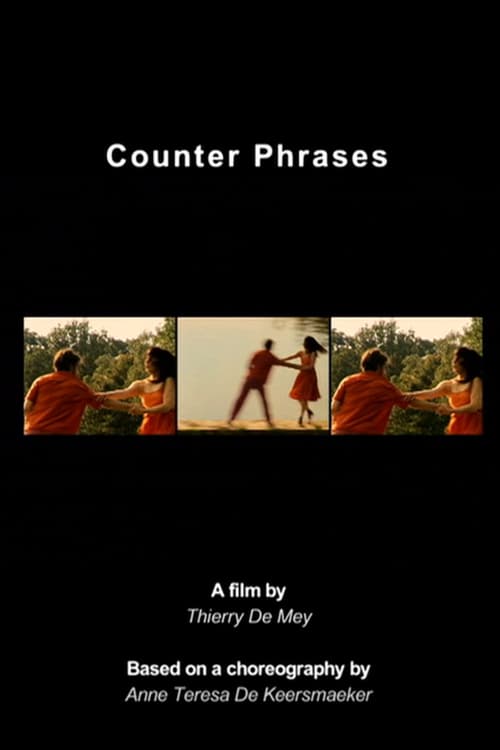 Counter Phrases
A film by
Thierry De Mey
Based on a choreography by
Anne Teresa De Keersmaeker